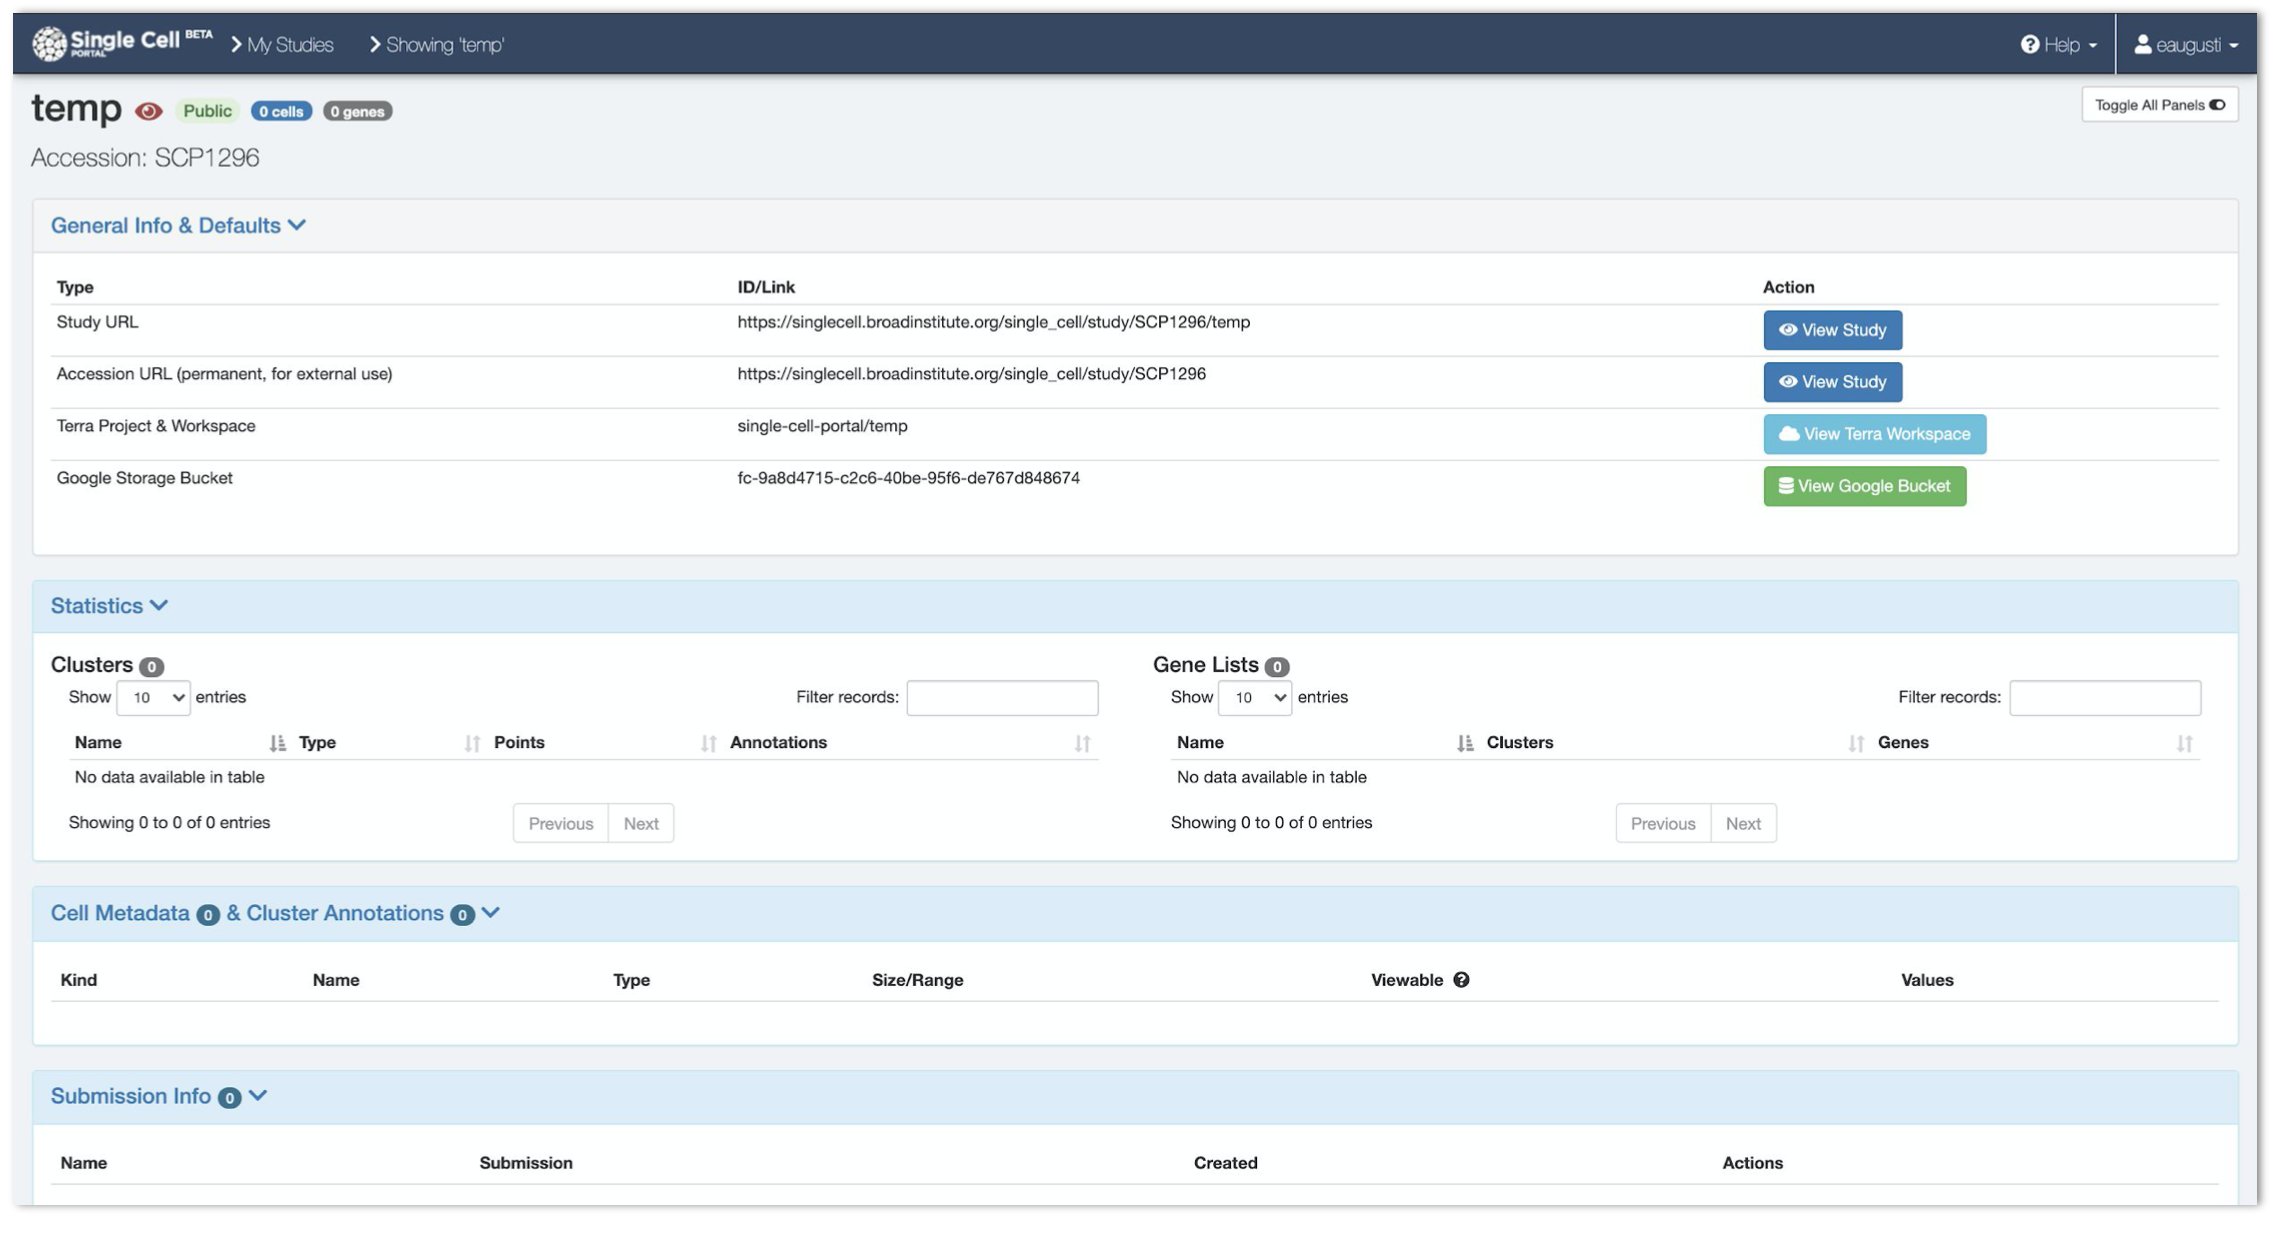 Single Cell BETA PORTAL My Studies Showing 'temp' Help eaugusti
temp Public 0 cells 0 genes Toggle All Panels
Accession: SCP1296
General Info & Defaults
Type ID/Link Action
Study URL https://singlecell.broadinstitute.org/single_cell/study/SCP1296/temp View Study
Accession URL (permanent, for external use) https://singlecell.broadinstitute.org/single_cell/study/SCP1296 View Study
Terra Project & Workspace single-cell-portal/temp View Terra Workspace
Google Storage Bucket fc-9a8d4715-c2c6-40be-95f6-de767d848674 View Google Bucket
Statistics
Clusters 0
Show 10 entries Filter records:
Name Type Points Annotations
No data available in table
Showing 0 to 0 of 0 entries Previous Next
Gene Lists 0
Show 10 entries Filter records:
Name Clusters Genes
No data available in table
Showing 0 to 0 of 0 entries Previous Next
Cell Metadata 0 & Cluster Annotations 0
Kind Name Type Size/Range Viewable Values
Submission Info 0
Name Submission Created Actions